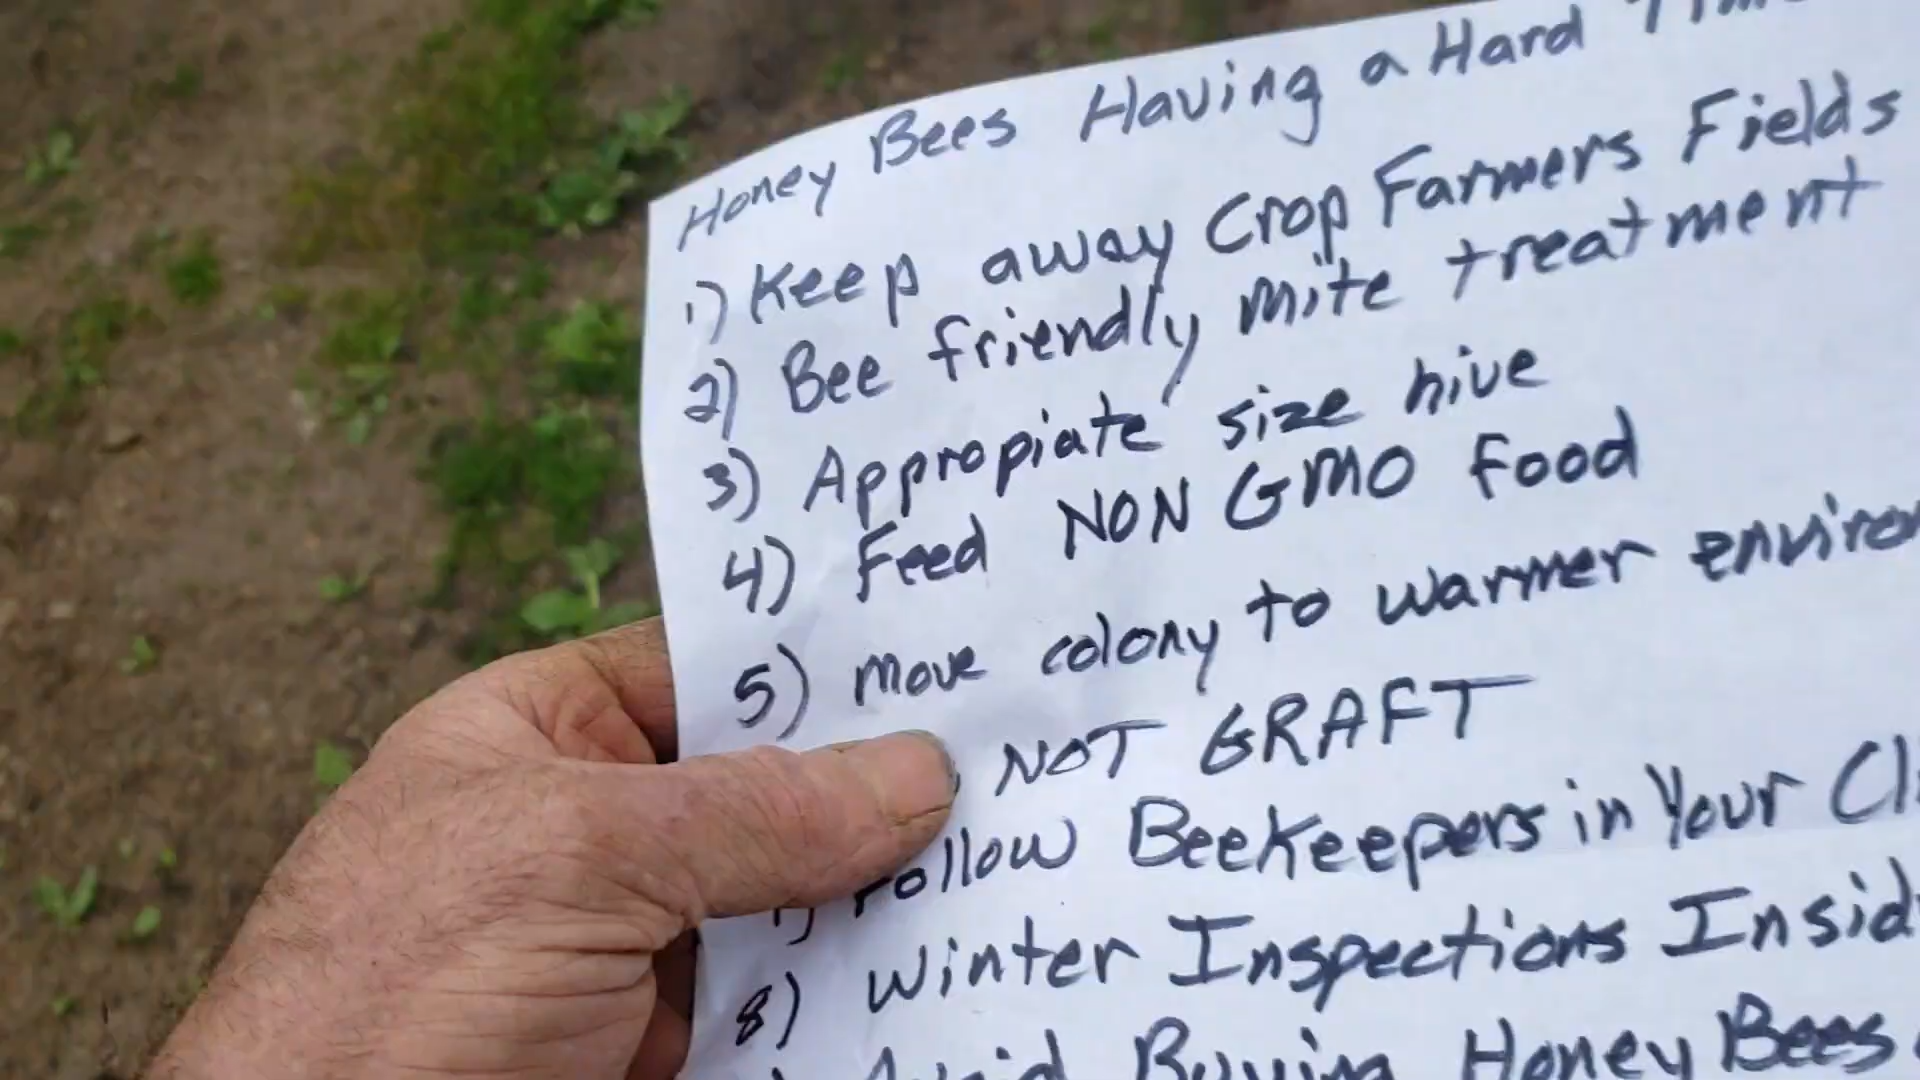 Honey Bees Having a Hard
1) Keep away Crop Farmers Fields
2) Bee friendly mite treatment
3) Appropiate size hive
4) Feed NON GMO Food
5) Move colony to warmer
NOT GRAFT
Follow Beekeepers in Your
8) Winter Inspections
Buying Honey Bees